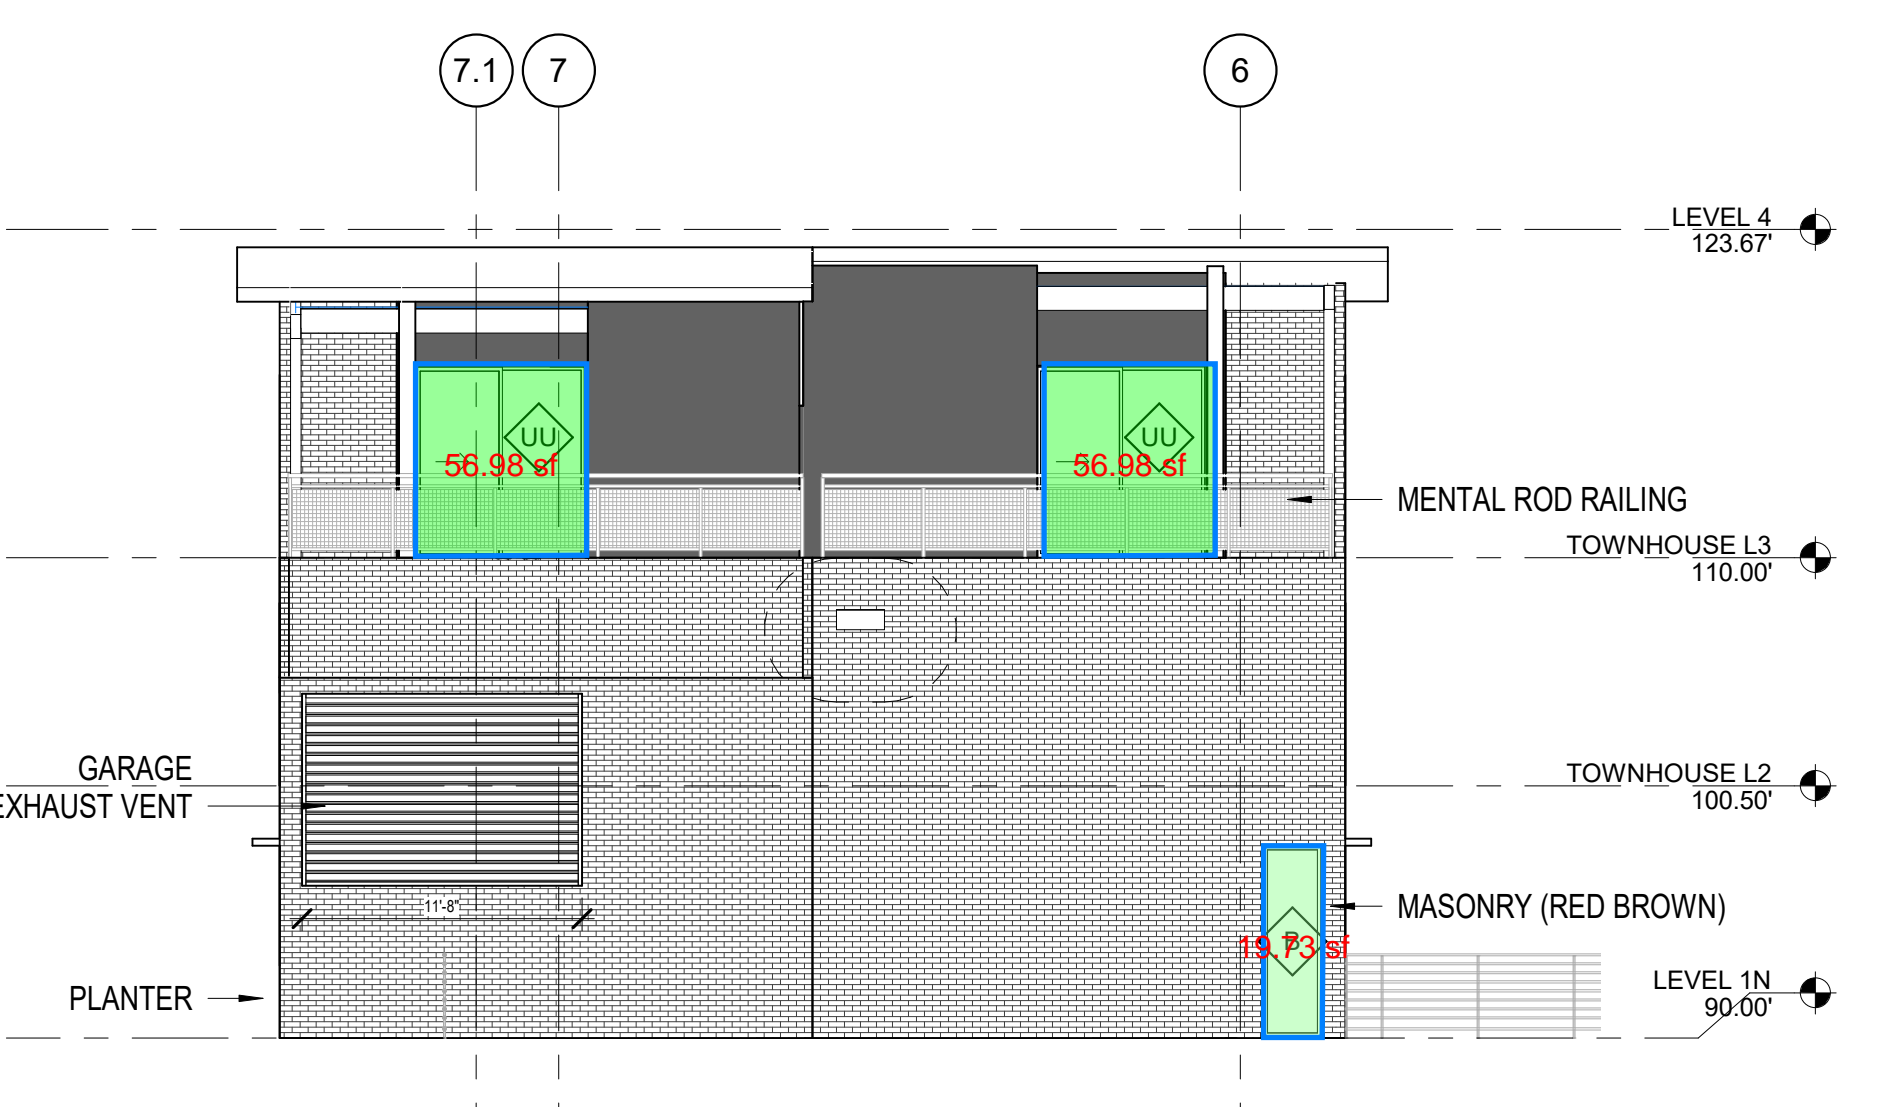 7.1
7
6
LEVEL 4
123.67'
UU
56.98 sf
UU
56.98 sf
MENTAL ROD RAILING
TOWNHOUSE L3
110.00'
GARAGE
EXHAUST VENT
TOWNHOUSE L2
100.50'
11'-8"
MASONRY (RED BROWN)
B
19.73 sf
PLANTER
LEVEL 1N
90.00'